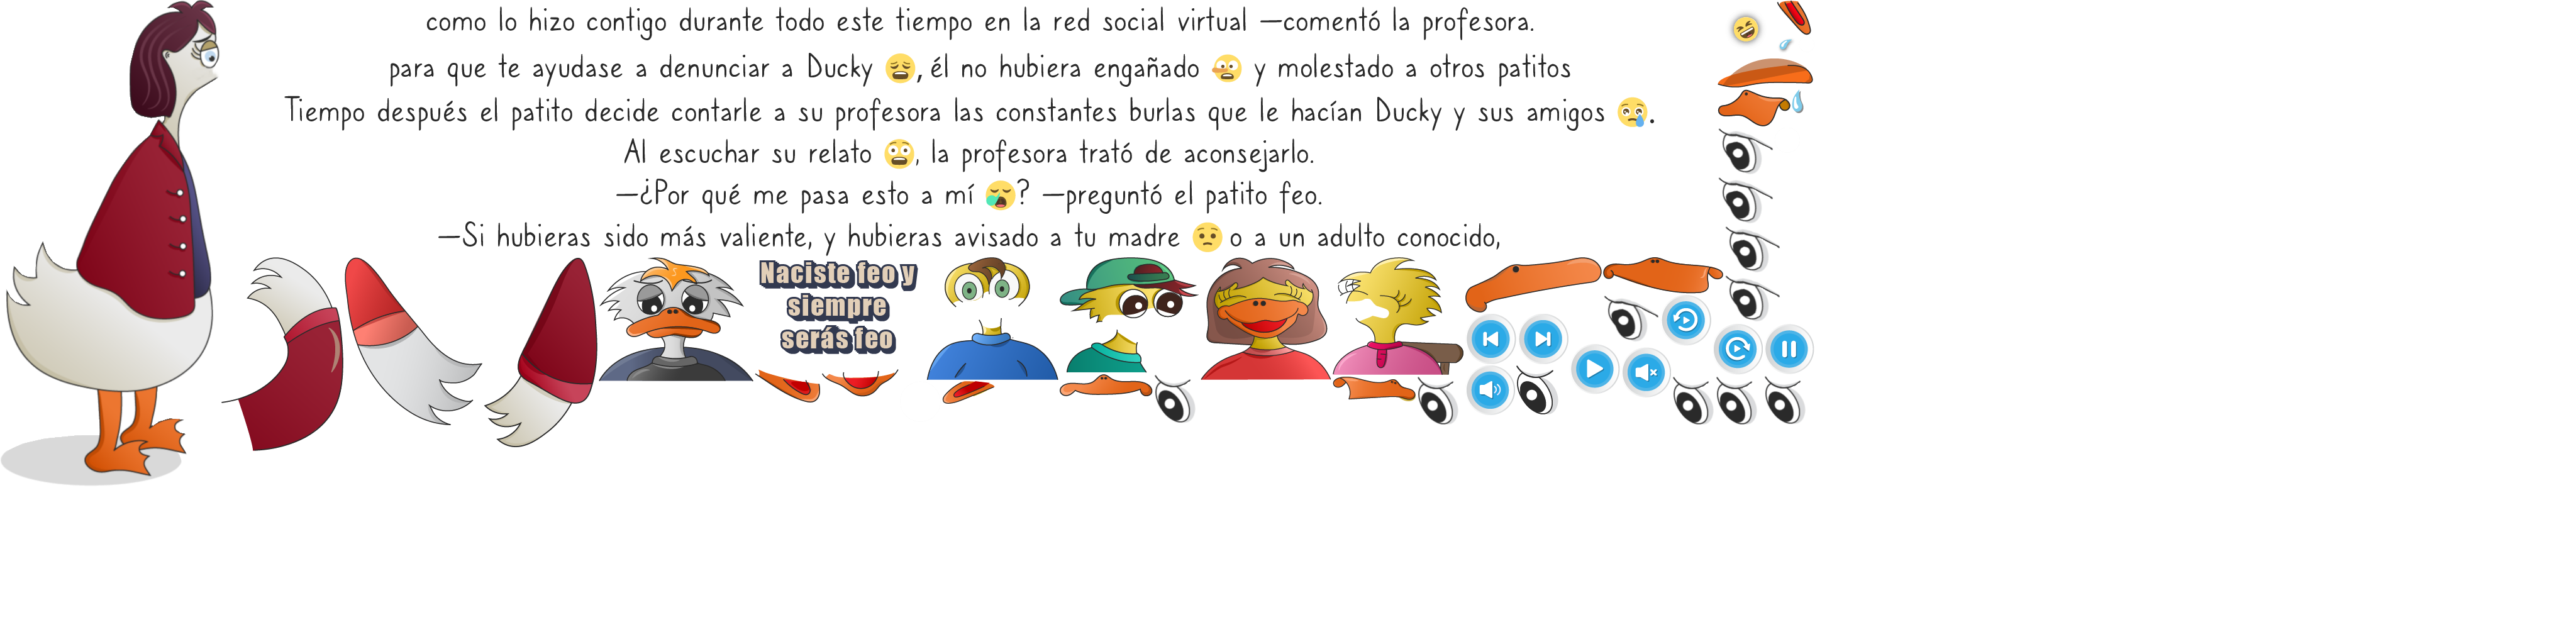 como lo hizo contigo durante todo este tiempo en la red social virtual —comentó la profesora.
para que te ayudase a denunciar a Ducky 😩, él no hubiera engañado 🤥 y molestado a otros patitos
Tiempo después el patito decide contarle a su profesora las constantes burlas que le hacían Ducky y sus amigos 😢.
Al escuchar su relato 😨, la profesora trató de aconsejarlo.
—¿Por qué me pasa esto a mí 😪? —preguntó el patito feo.
—Si hubieras sido más valiente, y hubieras avisado a tu madre 😟 o a un adulto conocido,
Naciste feo y
siempre
serás feo